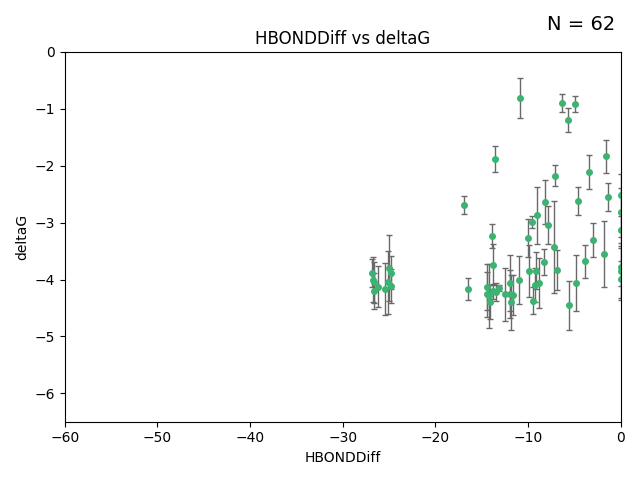 N = 62
HBONDDiff vs deltaG
0
−1
−2
−3
−4
−5
−6
deltaG
−60 −50 −40 −30 −20 −10 0
HBONDDiff